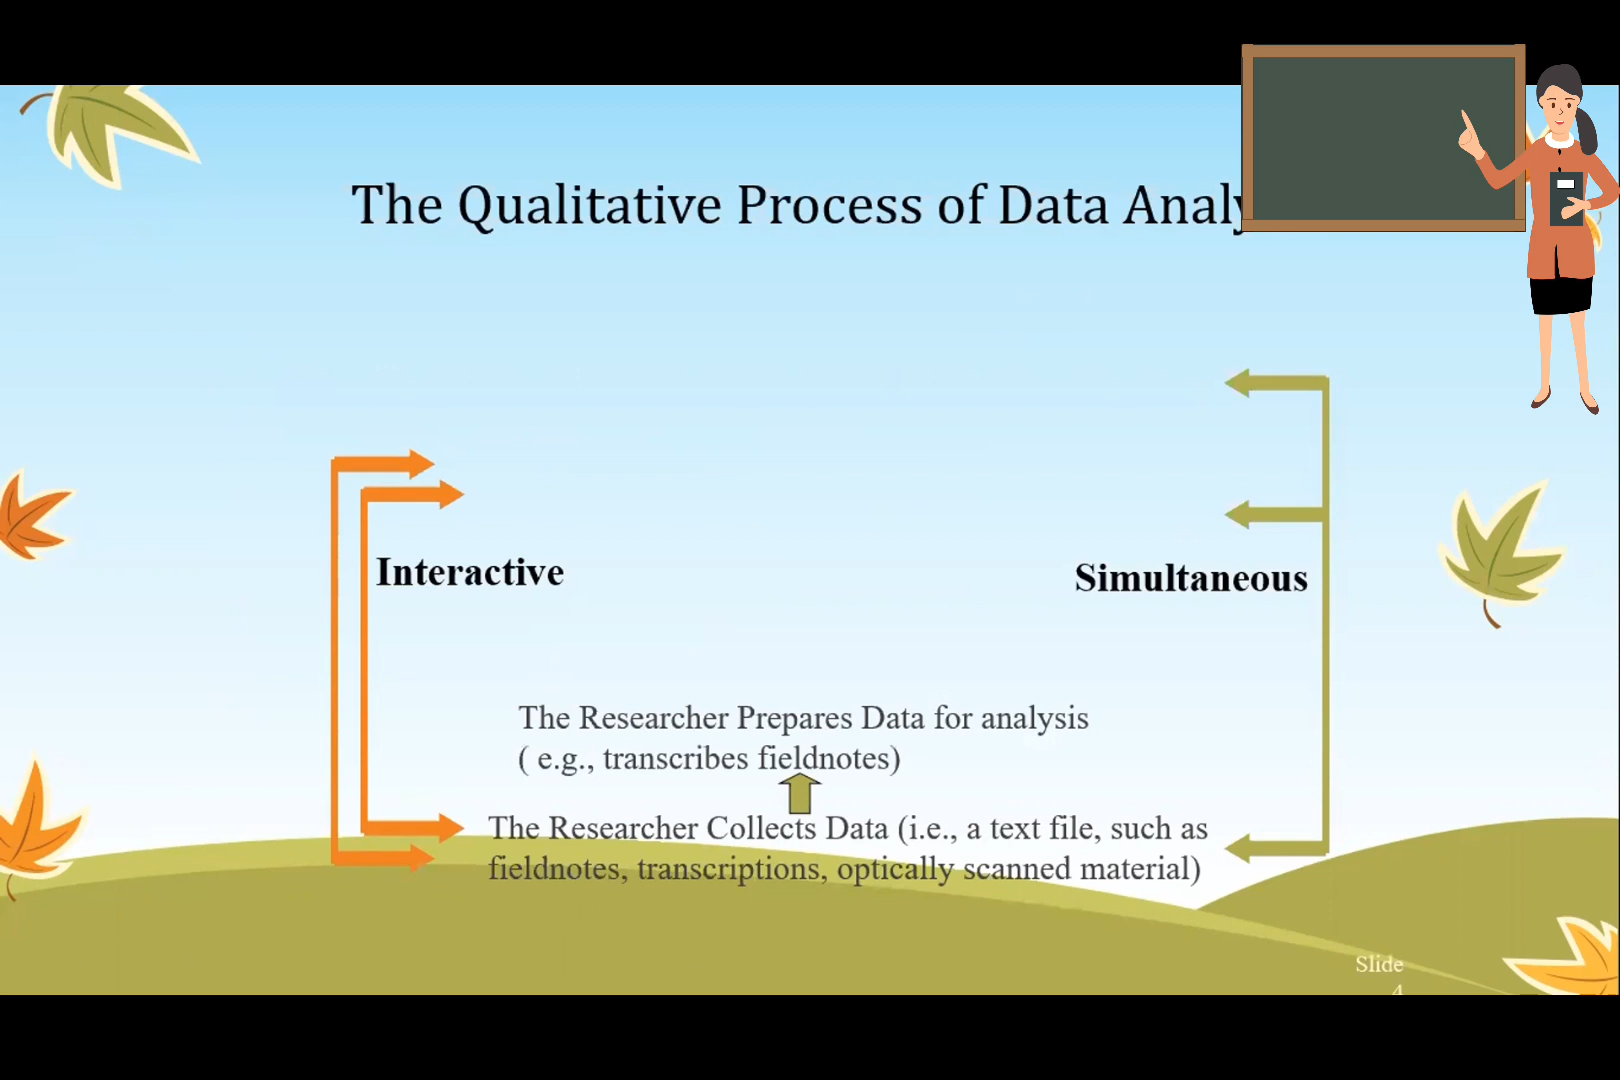 The Qualitative Process of Data
Interactive
Simultaneous
The Researcher Prepares Data for analysis
( e.g., transcribes fieldnotes)
The Researcher Collects Data (i.e., a text file, such as
fieldnotes, transcriptions, optically scanned material)
Slide
4